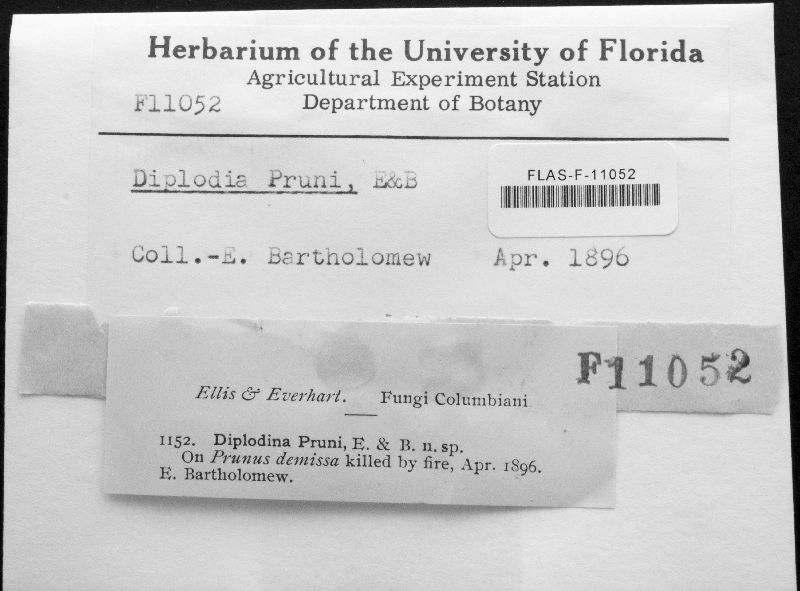 Herbarium of the University of Florida
Agricultural Experiment Station
F11052 Department of Botany
Diplodia Pruni, E&B
FLAS-F-11052
Coll.-E. Bartholomew Apr. 1896
F11052
Ellis & Everhart. Fungi Columbiani
1152. Diplodina Pruni, E. & B. n. sp.
On Prunus demissa killed by fire, Apr. 1896.
E. Bartholomew.